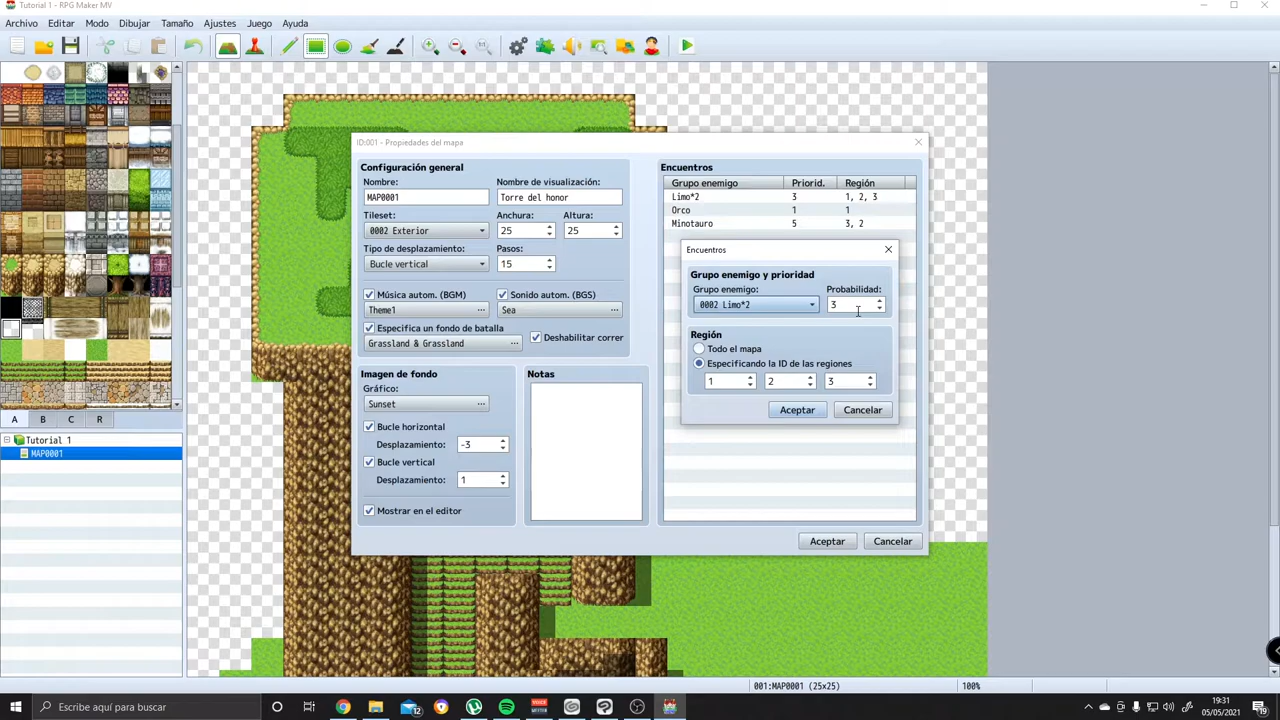 Tutorial 1 - RPG Maker MV
Archivo Editar Modo Dibujar Tamaño Ajustes Juego Ayuda
ID:001 - Propiedades del mapa
Configuración general
Nombre: Nombre de visualización:
MAP0001 Torre del honor
Tileset: Anchura: Altura:
0002 Exterior 25 25
Tipo de desplazamiento: Pasos:
Bucle vertical 15
Música autom. (BGM) Sonido autom. (BGS)
Theme1 ... Sea ...
Especifica un fondo de batalla
Deshabilitar correr
Grassland & Grassland ...
Imagen de fondo
Gráfico:
Sunset ...
Bucle horizontal
Desplazamiento: -3
Bucle vertical
Desplazamiento: 1
Mostrar en el editor
Notas
Encuentros
Grupo enemigo Priorid. Región
Limo*2 3 1, 2, 3
Orco 1 1
Minotauro 5 3, 2
Encuentros
Grupo enemigo y prioridad
Grupo enemigo: Probabilidad:
0002 Limo*2 3
Región
Todo el mapa
Especificando la ID de las regiones
1 2 3
Aceptar Cancelar
Aceptar Cancelar
A B C R
Tutorial 1
MAP0001
001:MAP0001 (25x25) 100%
Escribe aquí para buscar
12
VOICE
19:31
05/05/2021